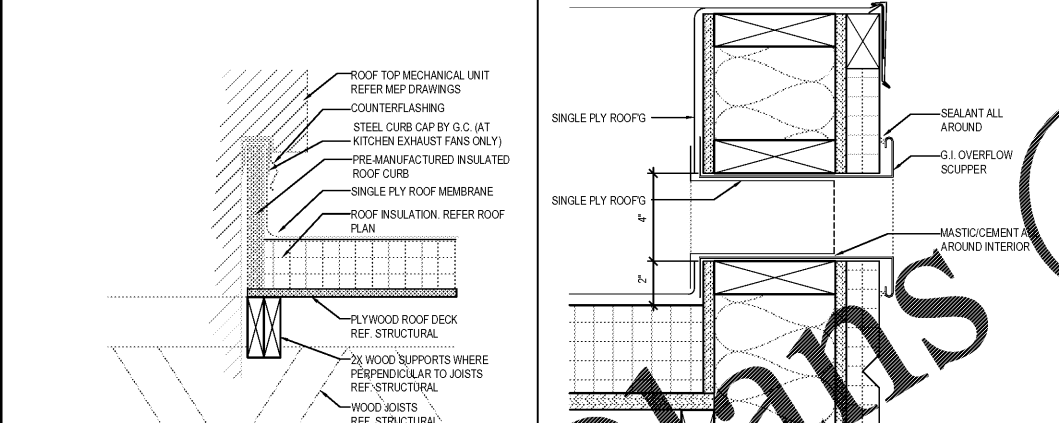 ROOF TOP MECHANICAL UNIT
REFER MEP DRAWINGS
COUNTERFLASHING
STEEL CURB CAP BY G.C. (AT
KITCHEN EXHAUST FANS ONLY)
PRE-MANUFACTURED INSULATED
ROOF CURB
SINGLE PLY ROOF MEMBRANE
ROOF INSULATION. REFER ROOF
PLAN
PLYWOOD ROOF DECK
REF. STRUCTURAL
2X WOOD SUPPORTS WHERE
PERPENDICULAR TO JOISTS
REF. STRUCTURAL
WOOD JOISTS
REF. STRUCTURAL
SINGLE PLY ROOF'G
SINGLE PLY ROOF'G
4"
2"
SEALANT ALL
AROUND
G.I. OVERFLOW
SCUPPER
MASTIC/CEMENT
AROUND INTERIOR
lans